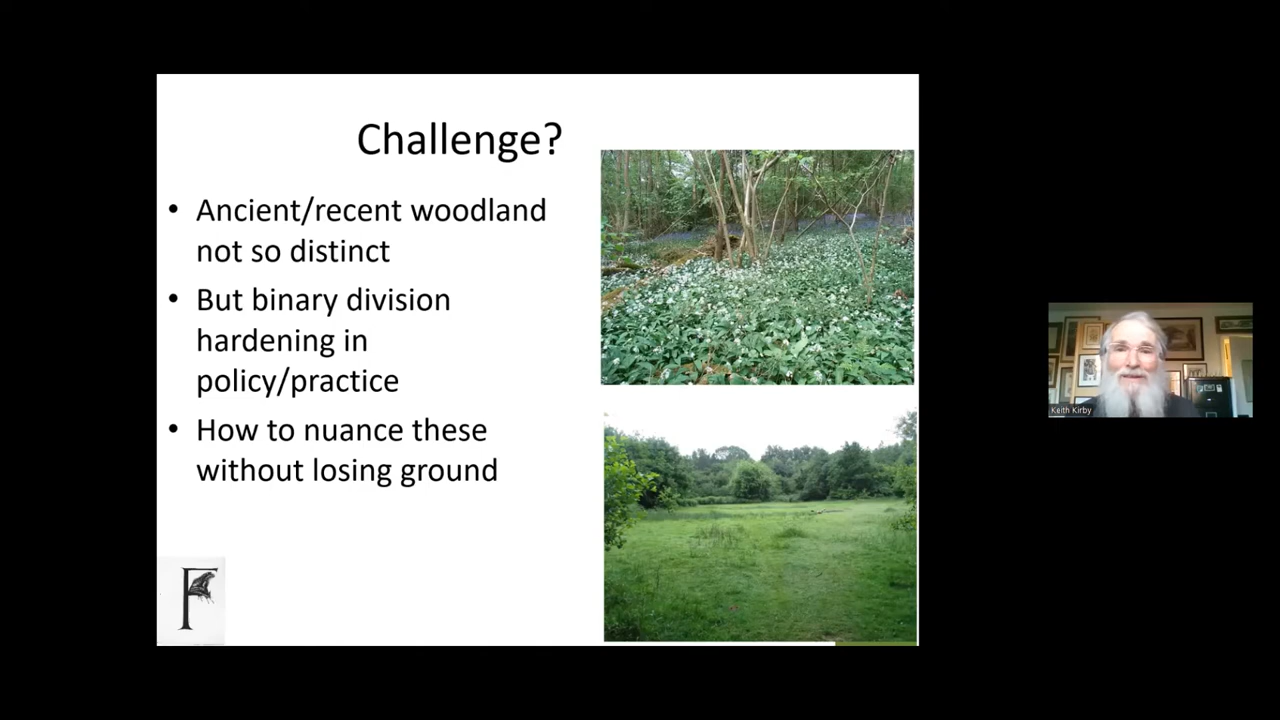 Challenge?
• Ancient/recent woodland
not so distinct
• But binary division
hardening in
policy/practice
• How to nuance these
without losing ground
F
Keith Kirby